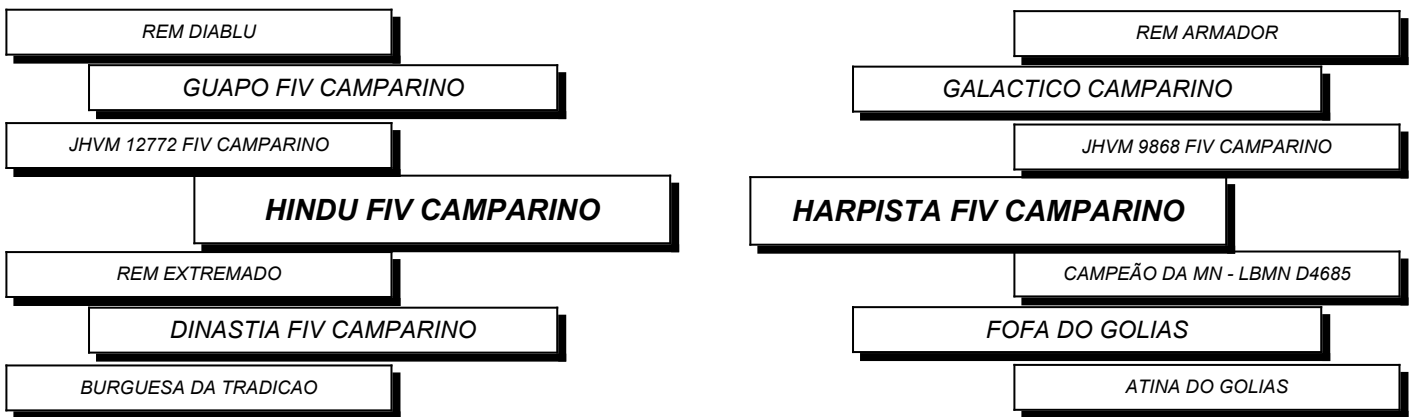 REM DIABLU
GUAPO FIV CAMPARINO
JHVM 12772 FIV CAMPARINO
HINDU FIV CAMPARINO
REM EXTREMADO
DINASTIA FIV CAMPARINO
BURGUESA DA TRADICAO
REM ARMADOR
GALACTICO CAMPARINO
JHVM 9868 FIV CAMPARINO
HARPISTA FIV CAMPARINO
CAMPEÃO DA MN - LBMN D4685
FOFA DO GOLIAS
ATINA DO GOLIAS